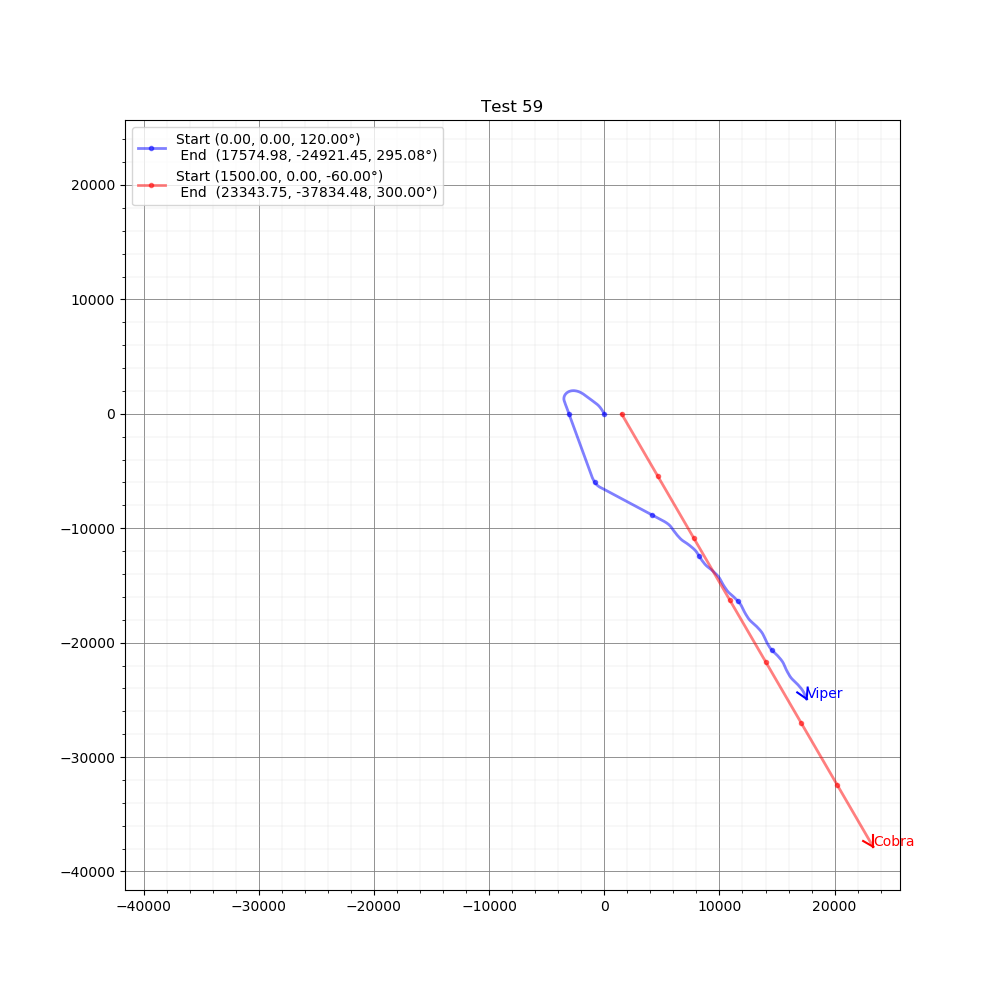 Test 59
Start (0.00, 0.00, 120.00°)
End (17574.98, -24921.45, 295.08°)
Start (1500.00, 0.00, -60.00°)
End (23343.75, -37834.48, 300.00°)
20000
10000
0
−10000
−20000
−30000
−40000
Viper
Cobra
−40000 −30000 −20000 −10000 0 10000 20000